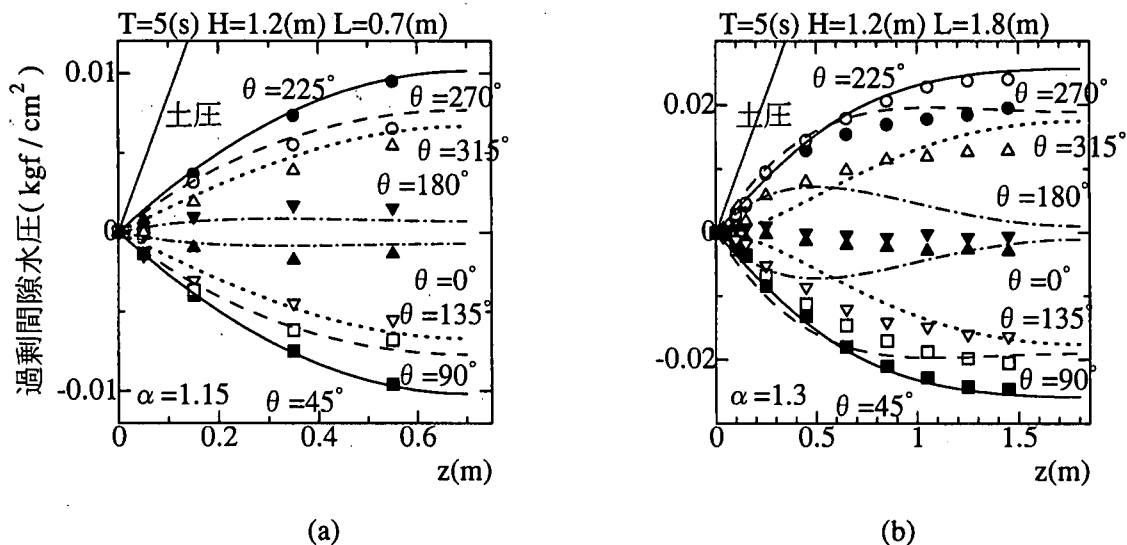 T=5(s) H=1.2(m) L=0.7(m)
過剰間隙水圧 ( kgf / cm²)
0.01
0
-0.01
土圧
θ=225°
θ=270°
θ=315°
θ=180°
θ=0°
θ=135°
θ=90°
θ=45°
α=1.15
0 0.2 0.4 0.6
z(m)
(a)
T=5(s) H=1.2(m) L=1.8(m)
0.02
0
-0.02
土圧
θ=225°
θ=270°
θ=315°
θ=180°
θ=0°
θ=135°
θ=90°
θ=45°
α=1.3
0 0.5 1 1.5
z(m)
(b)